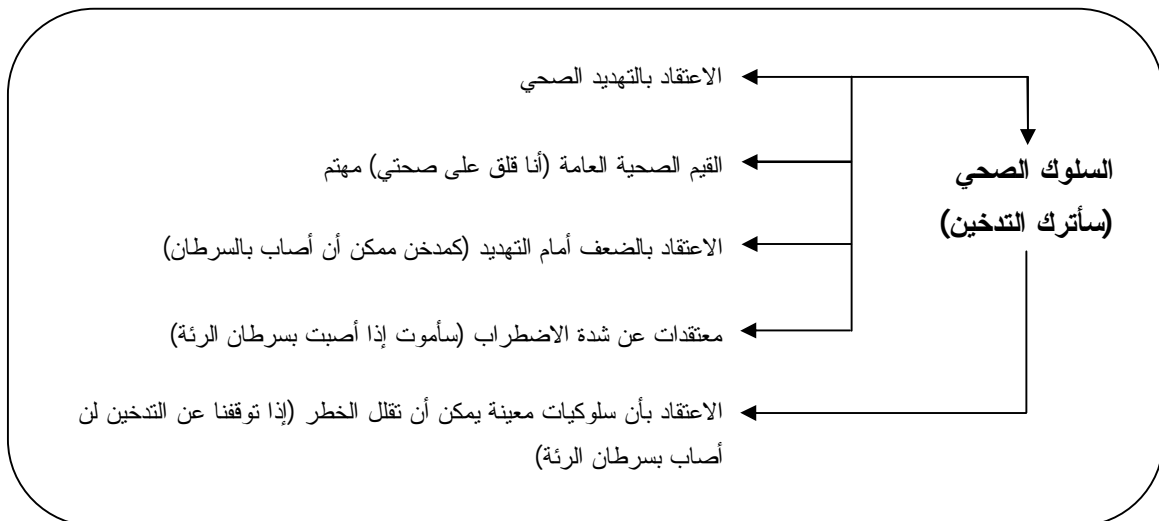 الاعتقاد بالتهديد الصحي
السلوك الصحي
(سأترك التدخين)
القيم الصحية العامة (أنا قلق على صحتي) مهتم
الاعتقاد بالضعف أمام التهديد (كمدخن ممكن أن أصاب بالسرطان)
معتقدات عن شدة الاضطراب (سأموت إذا أصبت بسرطان الرئة)
الاعتقاد بأن سلوكيات معينة يمكن أن تقلل الخطر (إذا توقفنا عن التدخين لن
أصاب بسرطان الرئة)